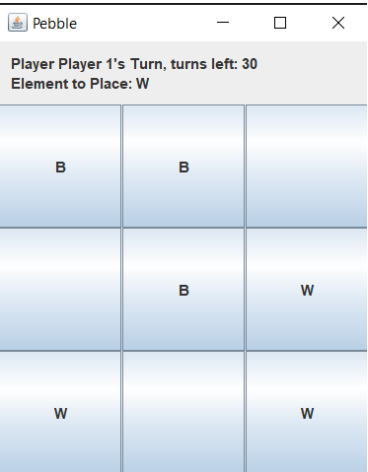 Pebble
Player Player 1's Turn, turns left: 30
Element to Place: W
B B
B W
W W